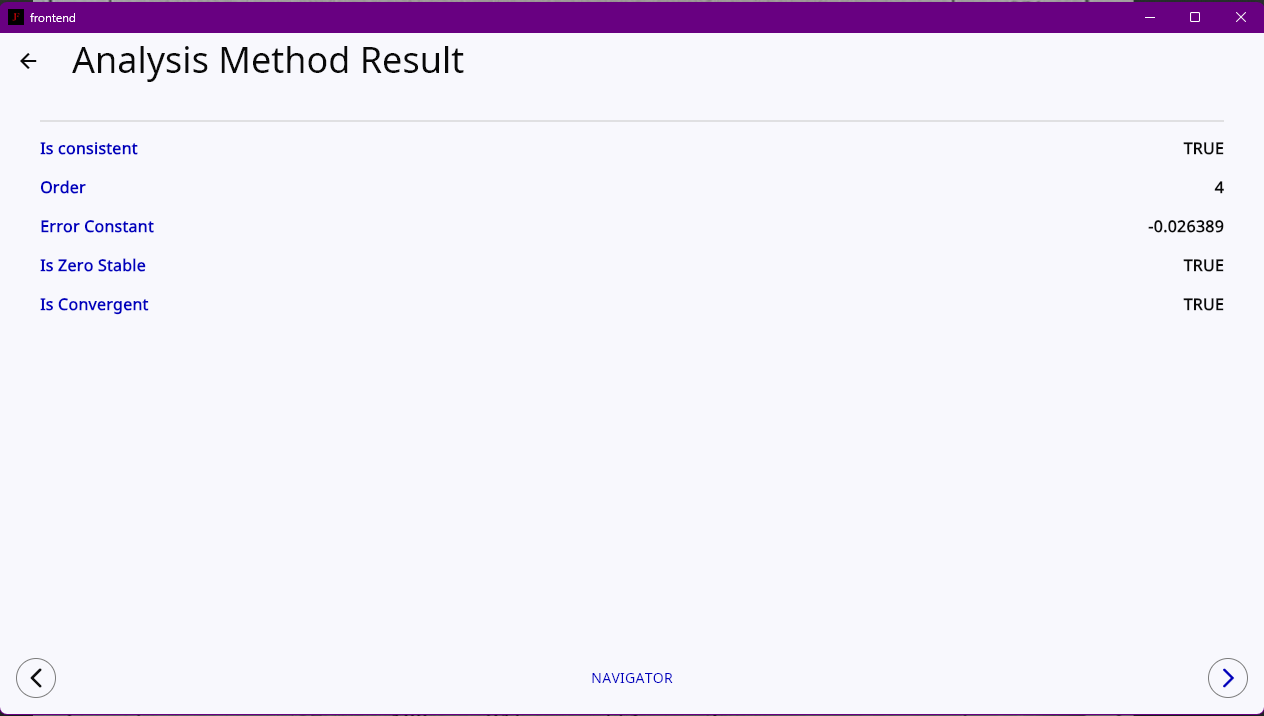 frontend
Analysis Method Result
Is consistent TRUE
Order 4
Error Constant -0.026389
Is Zero Stable TRUE
Is Convergent TRUE
NAVIGATOR